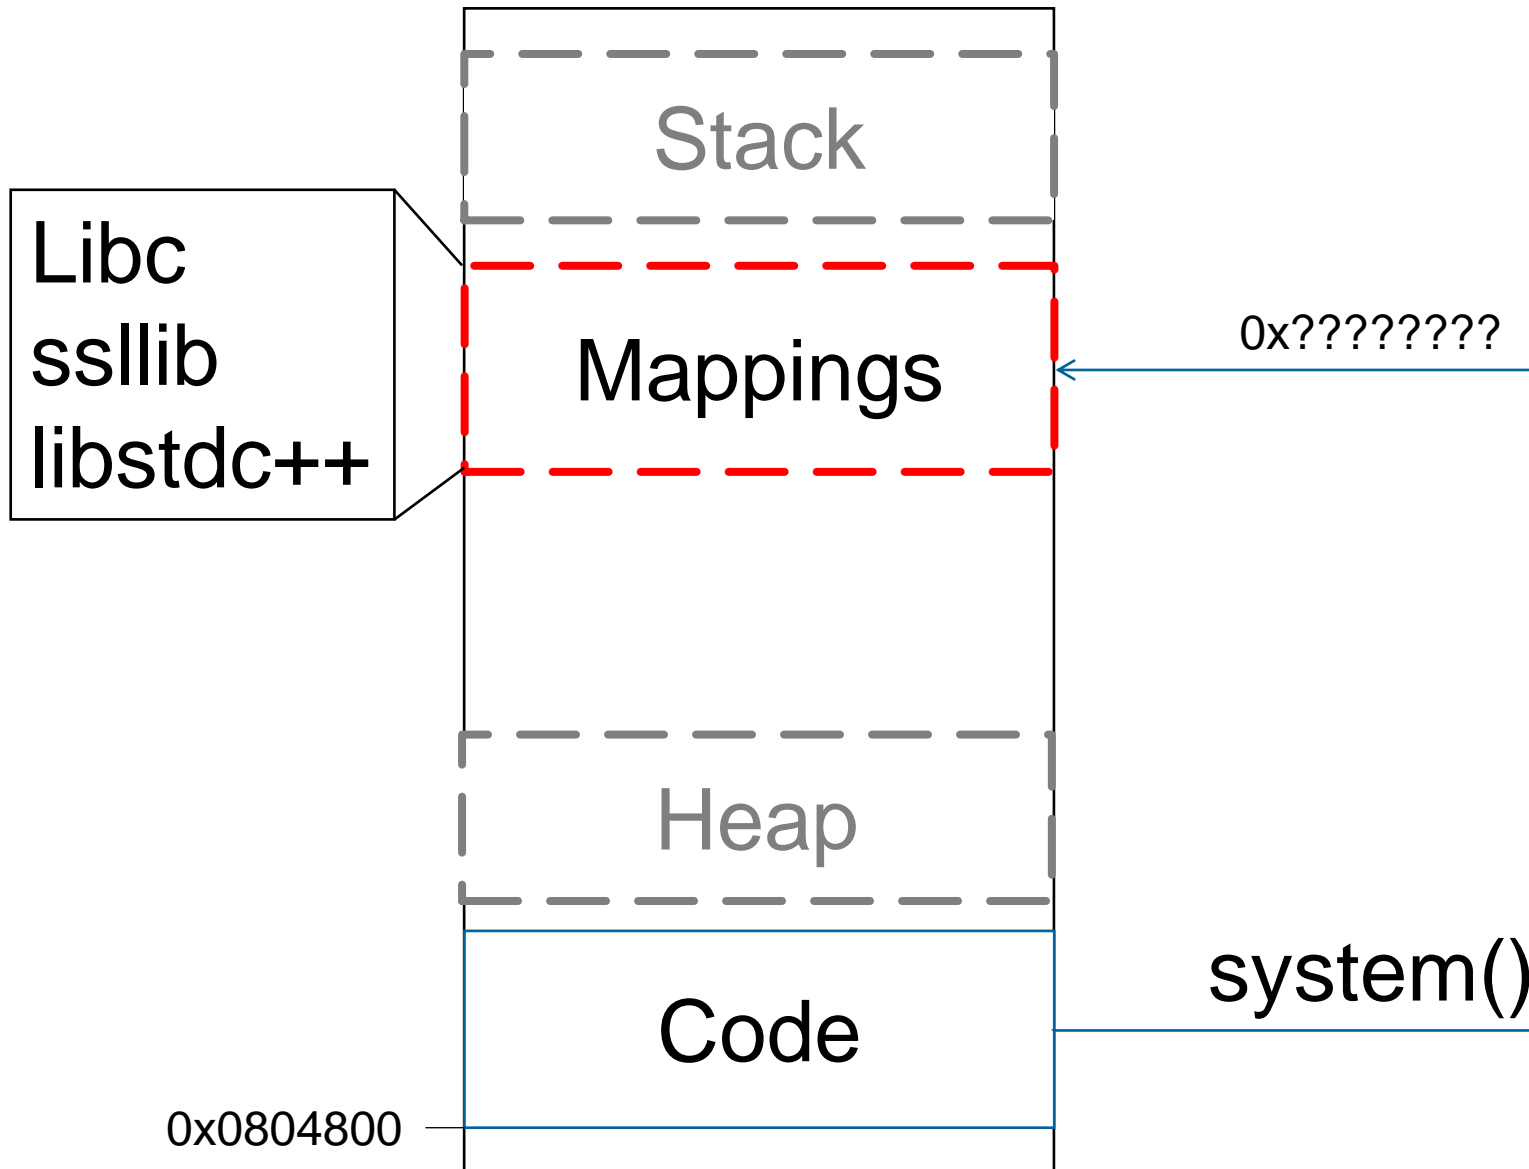 Stack
Libc
ssllib
libstdc++
Mappings
0x????????
Heap
Code
system()
0x0804800